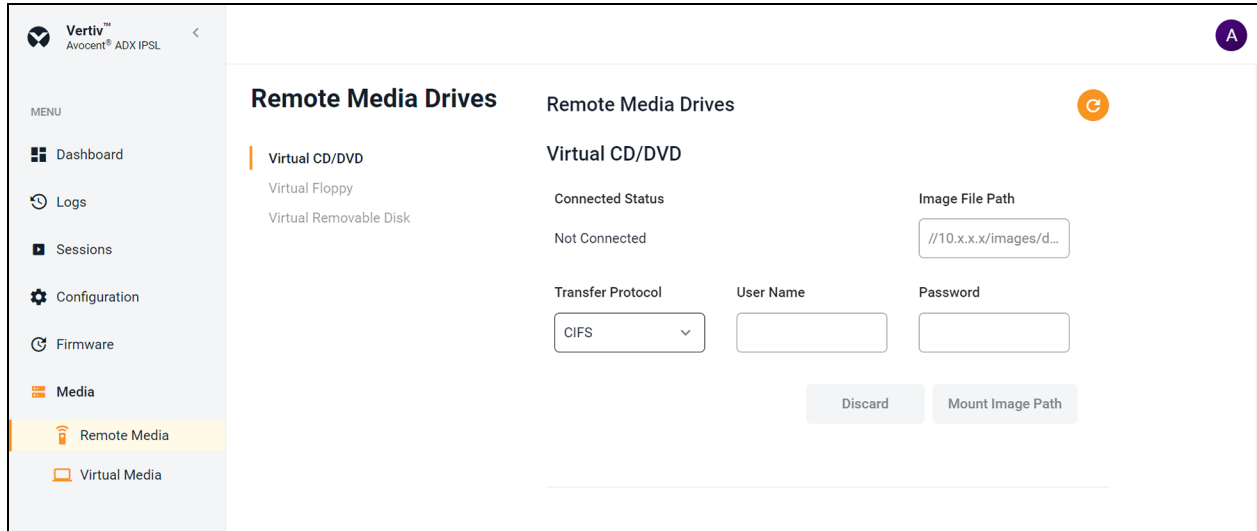 Vertiv™
Avocent® ADX IPSL
A
MENU
Dashboard
Logs
Sessions
Configuration
Firmware
Media
Remote Media
Virtual Media
Remote Media Drives
Virtual CD/DVD
Virtual Floppy
Virtual Removable Disk
Remote Media Drives
Virtual CD/DVD
Connected Status
Image File Path
Not Connected
//10.x.x.x/images/d...
Transfer Protocol
User Name
Password
CIFS
Discard
Mount Image Path